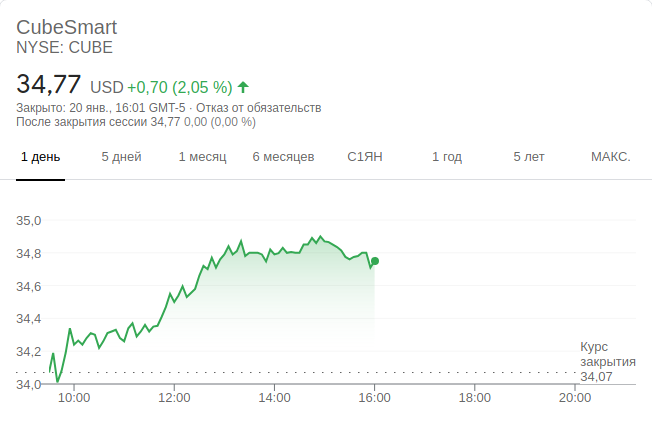 CubeSmart
NYSE: CUBE
34,77 USD +0,70 (2,05 %)
Закрыто: 20 янв., 16:01 GMT-5 · Отказ от обязательств
После закрытия сессии 34,77 0,00 (0,00 %)
1 день 5 дней 1 месяц 6 месяцев С1ЯН 1 год 5 лет МАКС.
35,0
34,8
34,6
34,4
34,2
34,0
Курс
закрытия
34,07
10:00 12:00 14:00 16:00 18:00 20:00